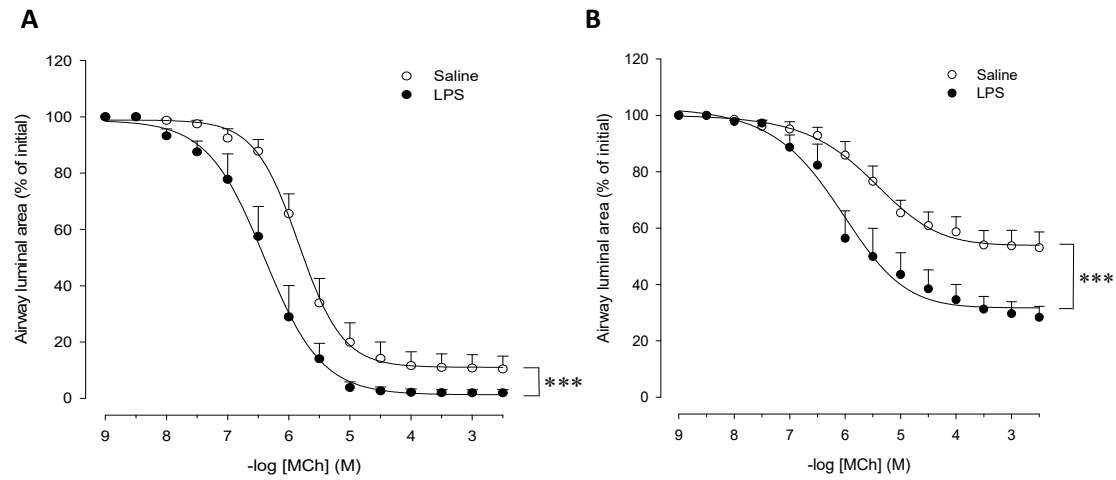 A
120
100
80
60
40
20
0
Airway luminal area (% of initial)
Saline
LPS
***
9 8 7 6 5 4 3
-log [MCh] (M)
B
120
100
80
60
40
20
0
Airway luminal area (% of initial)
Saline
LPS
***
9 8 7 6 5 4 3
-log [MCh] (M)